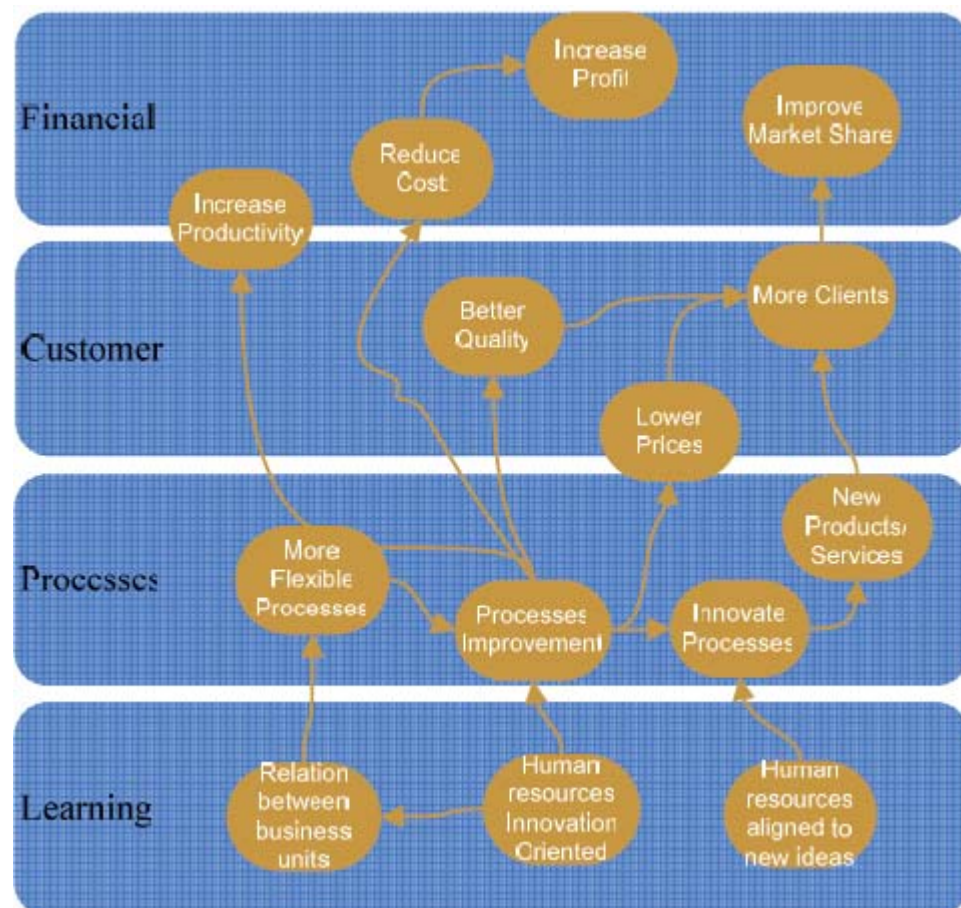 Financial
Increase
Profit
Improve
Market Share
Reduce
Cost
Increase
Productivity
Customer
Better
Quality
More Clients
Lower
Prices
Processes
New
Products/
Services
More
Flexible
Processes
Processes
Improvement
Innovate
Processes
Learning
Relation
between
business
units
Human
resources
Innovation
Oriented
Human
resources
aligned to
new ideas